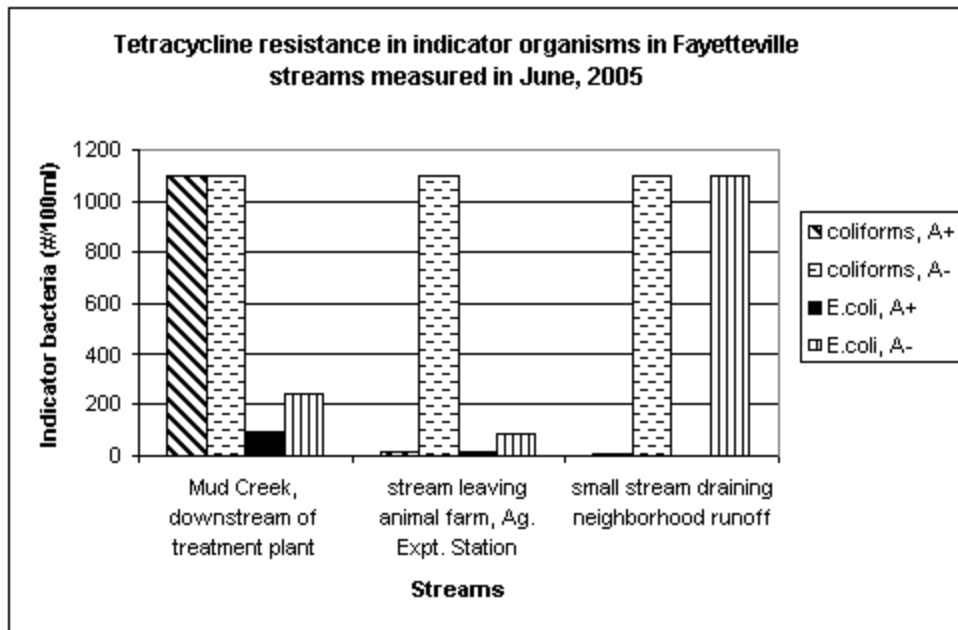 Tetracycline resistance in indicator organisms in Fayetteville
streams measured in June, 2005
Indicator bacteria (#/100ml)
1200
1000
800
600
400
200
0
Mud Creek,
downstream of
treatment plant
stream leaving
animal farm, Ag.
Expt. Station
small stream draining
neighborhood runoff
Streams
coliforms, A+
coliforms, A-
E.coli, A+
E.coli, A-